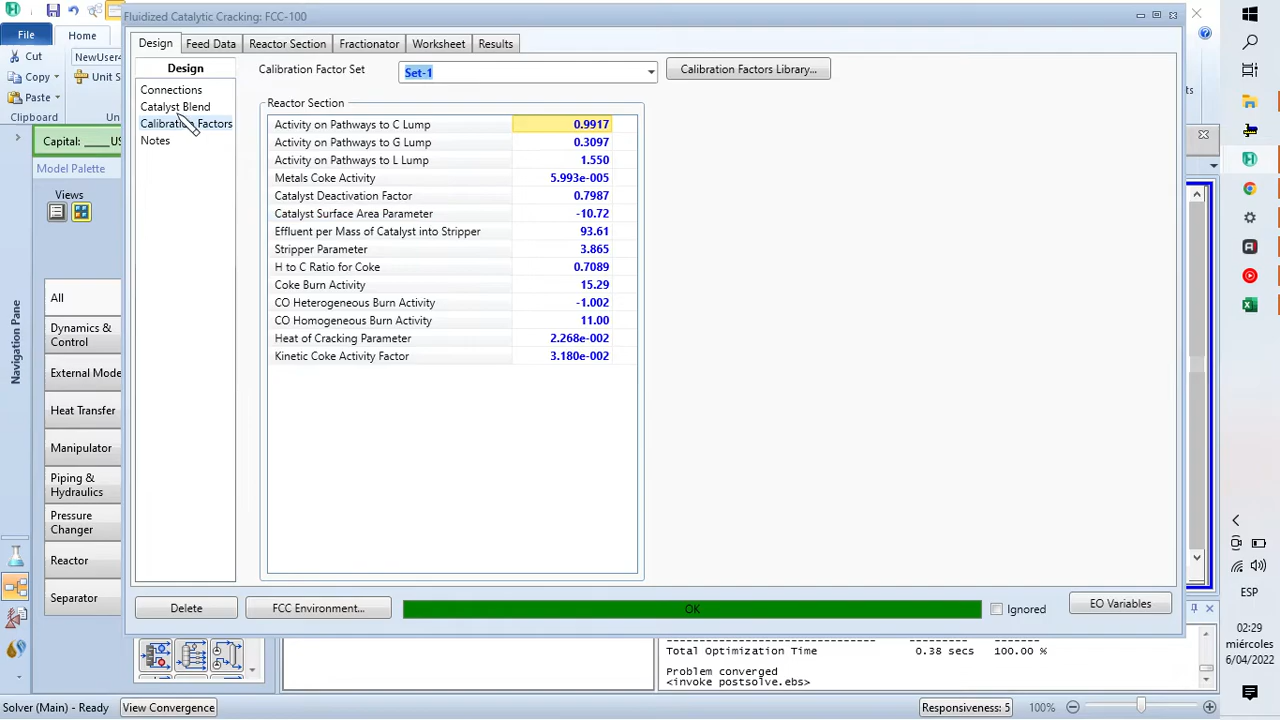 Fluidized Catalytic Cracking: FCC-100
File
Home
Cut
NewUser4
Copy
Unit S
Paste
Clipboard
Un
Capital: ____ US
Model Palette
Views
Navigation Pane
All
Dynamics &
Control
External Mode
Heat Transfer
Manipulator
Piping &
Hydraulics
Pressure
Changer
Reactor
Separator
Design
Feed Data
Reactor Section
Fractionator
Worksheet
Results
Design
Connections
Catalyst Blend
Calibration Factors
Notes
Calibration Factor Set
Set-1
Calibration Factors Library...
Reactor Section
Activity on Pathways to C Lump 0.9917
Activity on Pathways to G Lump 0.3097
Activity on Pathways to L Lump 1.550
Metals Coke Activity 5.993e-005
Catalyst Deactivation Factor 0.7987
Catalyst Surface Area Parameter -10.72
Effluent per Mass of Catalyst into Stripper 93.61
Stripper Parameter 3.865
H to C Ratio for Coke 0.7089
Coke Burn Activity 15.29
CO Heterogeneous Burn Activity -1.002
CO Homogeneous Burn Activity 11.00
Heat of Cracking Parameter 2.268e-002
Kinetic Coke Activity Factor 3.180e-002
Delete
FCC Environment...
OK
Ignored
EO Variables
Total Optimization Time 0.38 secs 100.00 %
Problem converged
<invoke postsolve.ebs>
Solver (Main) - Ready
View Convergence
Responsiveness: 5
100%
ESP
02:29
miércoles
6/04/2022